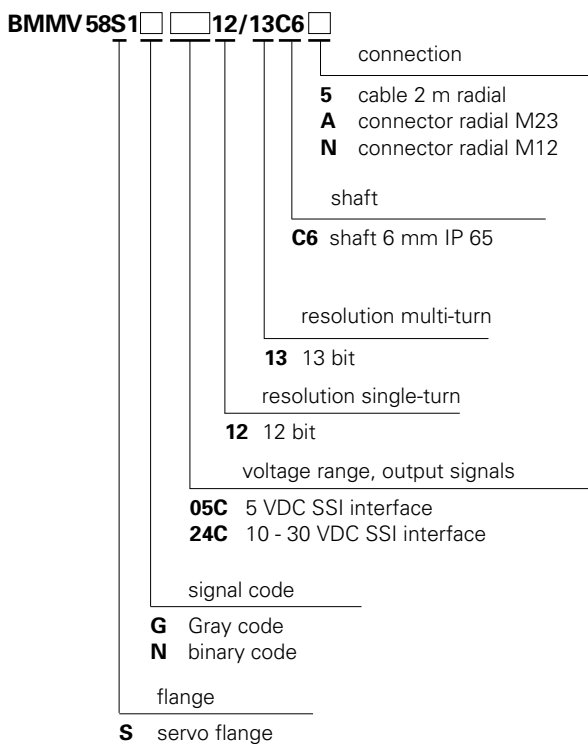 BMMV 58S1 12/13C6
connection
5 cable 2 m radial
A connector radial M23
N connector radial M12
shaft
C6 shaft 6 mm IP 65
resolution multi-turn
13 13 bit
resolution single-turn
12 12 bit
voltage range, output signals
05C 5 VDC SSI interface
24C 10 - 30 VDC SSI interface
signal code
G Gray code
N binary code
flange
S servo flange